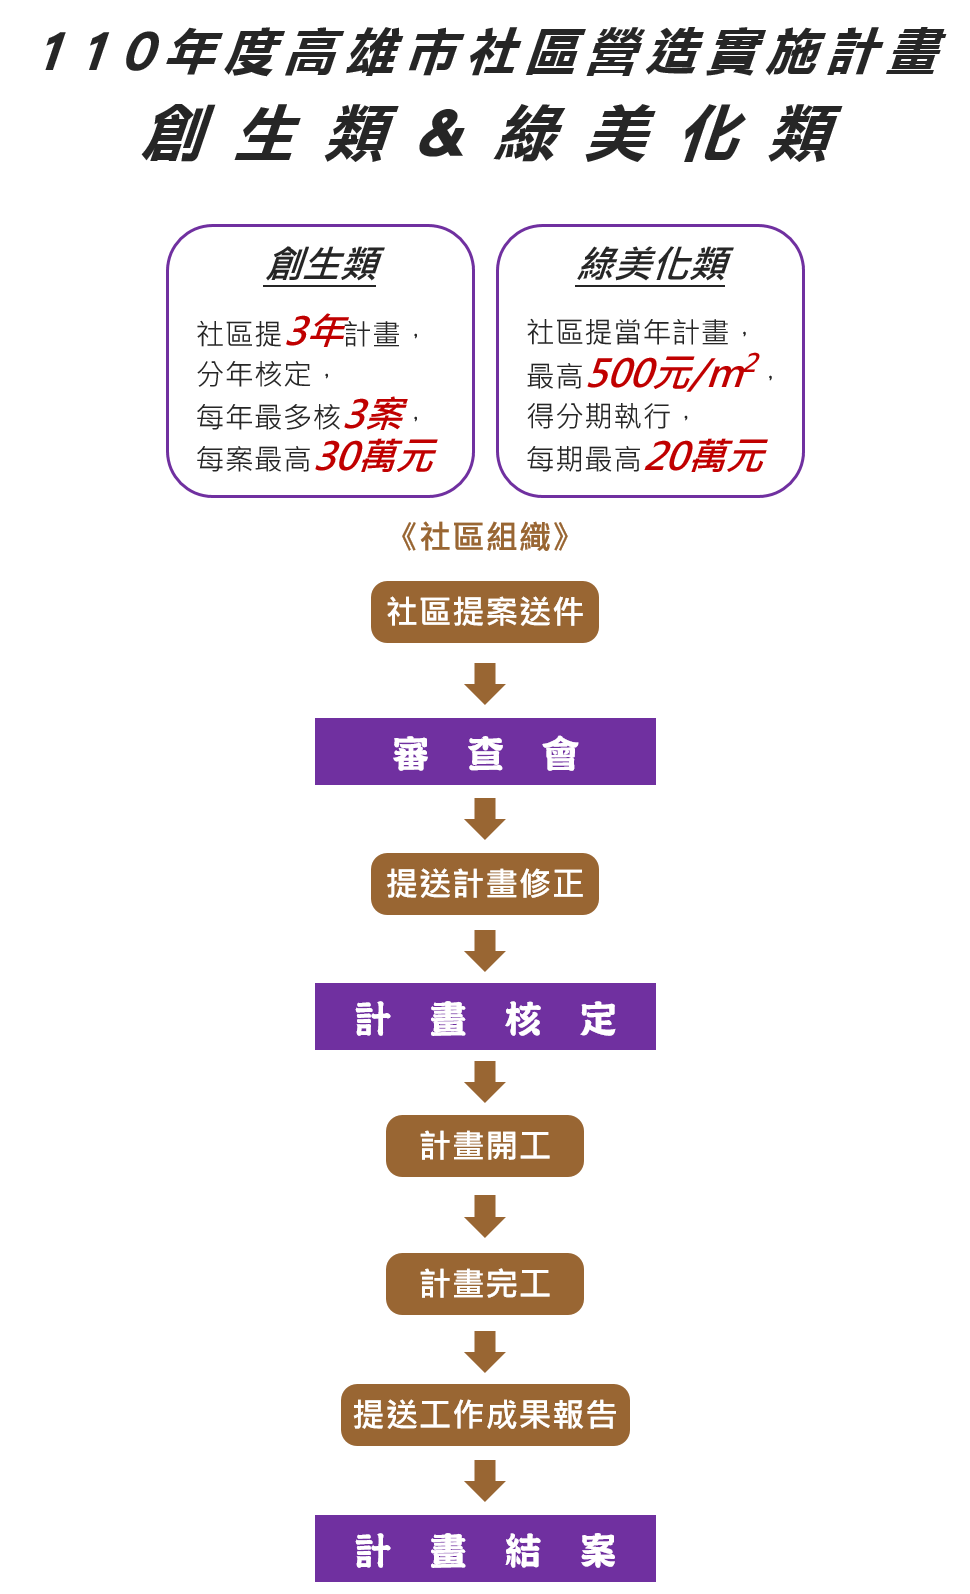 110年度高雄市社區營造實施計畫
創生類&綠美化類
創生類
社區提3年計畫，
分年核定，
每年最多核3案，
每案最高30萬元
綠美化類
社區提當年計畫，
最高500元/m²，
得分期執行，
每期最高20萬元
《社區組織》
社區提案送件
審查會
提送計畫修正
計畫核定
計畫開工
計畫完工
提送工作成果報告
計畫結案